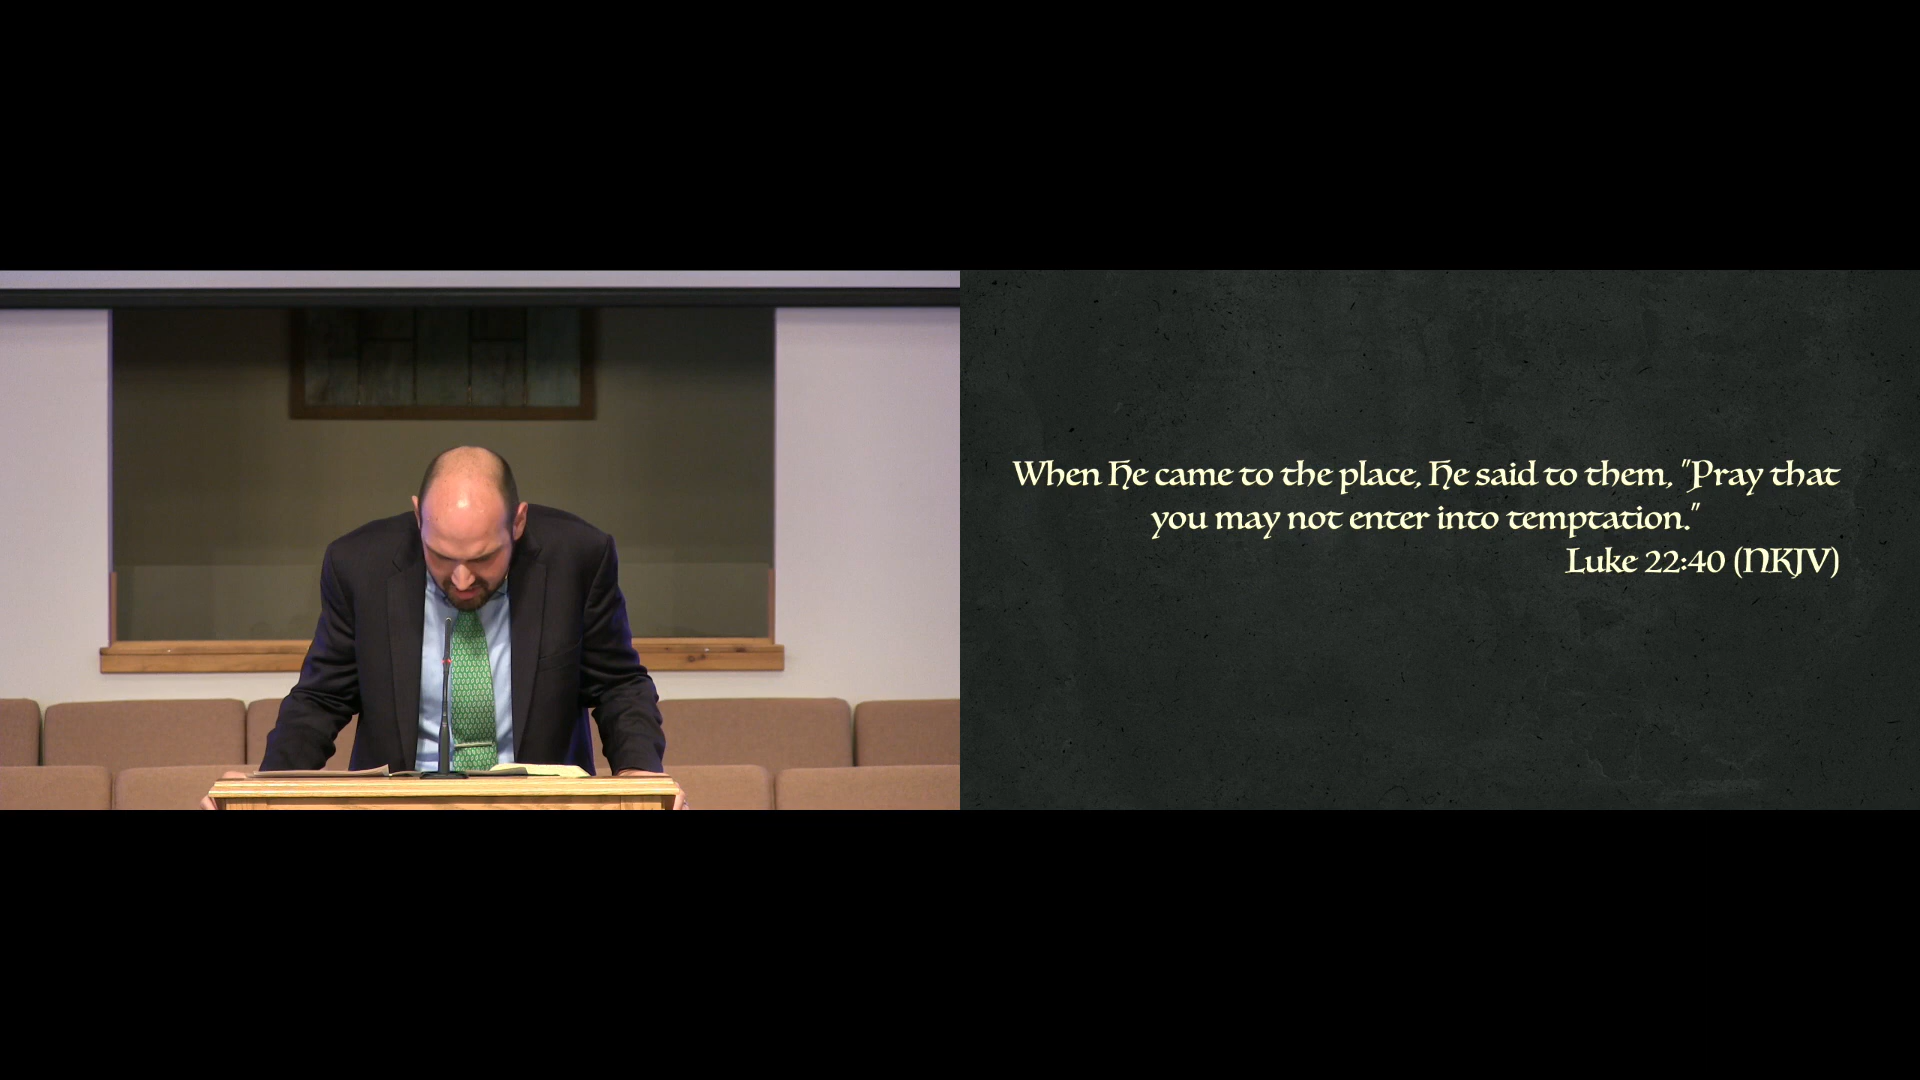 When He came to the place, He said to them, "Pray that
you may not enter into temptation."
Luke 22:40 (NKJV)